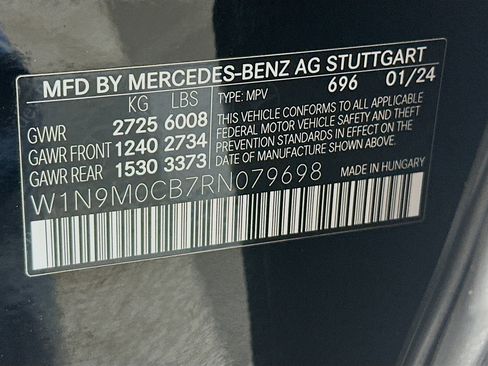 MFD BY MERCEDES-BENZ AG STUTTGART
KG LBS TYPE: MPV 696 01/24
GVWR 2725 6008
GAWR FRONT 1240 2734
GAWR REAR 1530 3373
THIS VEHICLE CONFORMS TO ALL APPLICABLE
FEDERAL MOTOR VEHICLE SAFETY AND THEFT
PREVENTION STANDARDS IN EFFECT ON THE
DATE OF MANUFACTURE SHOWN ABOVE.
W1N9M0CB7RN079698 MADE IN HUNGARY